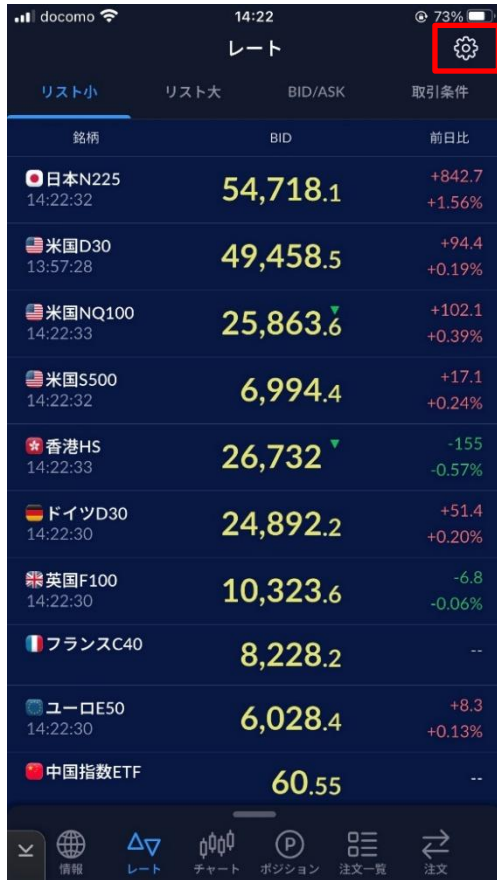 docomo 14:22 73%
レート
リスト小 リスト大 BID/ASK 取引条件
銘柄 BID 前日比
日本N225 54,718.1 +842.7
14:22:32 +1.56%
米国D30 49,458.5 +94.4
13:57:28 +0.19%
米国NQ100 25,863.6 +102.1
14:22:33 +0.39%
米国S500 6,994.4 +17.1
14:22:32 +0.24%
香港HS 26,732 -155
14:22:33 -0.57%
ドイツD30 24,892.2 +51.4
14:22:30 +0.20%
英国F100 10,323.6 -6.8
14:22:30 -0.06%
フランスC40 8,228.2 --
ユーロE50 6,028.4 +8.3
14:22:30 +0.13%
中国指数ETF 60.55 --
情報 レート チャート P ポジション 注文一覧 注文